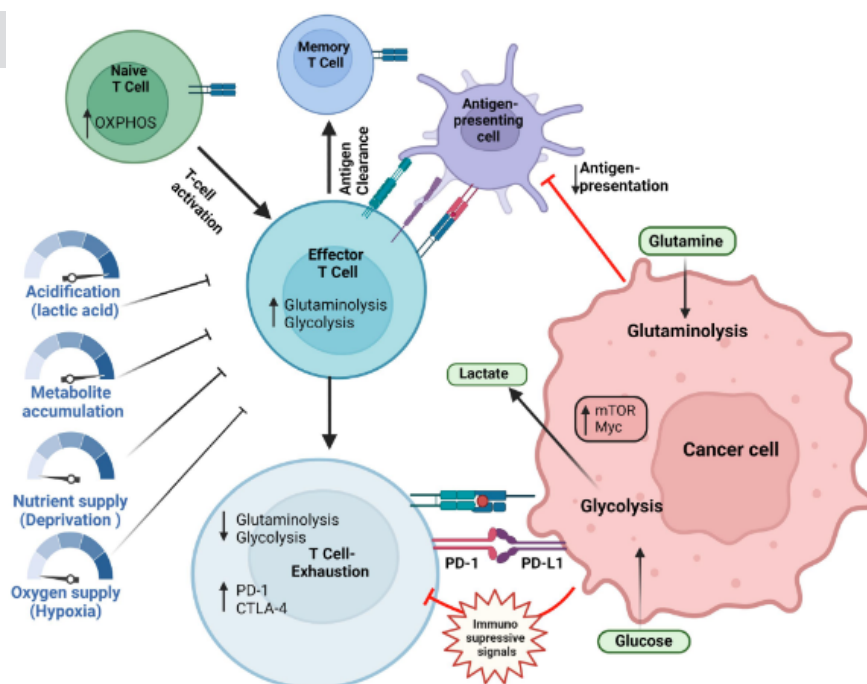 Naive
T Cell
OXPHOS
Memory
T Cell
Antigen-
presenting
cell
T-cell
activation
Antigen
Clearance
Antigen-
presentation
Effector
T Cell
Glutaminolysis
Glycolysis
Acidification
(lactic acid)
Metabolite
accumulation
Nutrient supply
(Deprivation )
Oxygen supply
(Hypoxia)
Glutamine
Glutaminolysis
Lactate
mTOR
Myc
Cancer cell
Glycolysis
Glucose
Glutaminolysis
Glycolysis
T Cell-
Exhaustion
PD-1
CTLA-4
PD-1
PD-L1
Immuno
supressive
signals